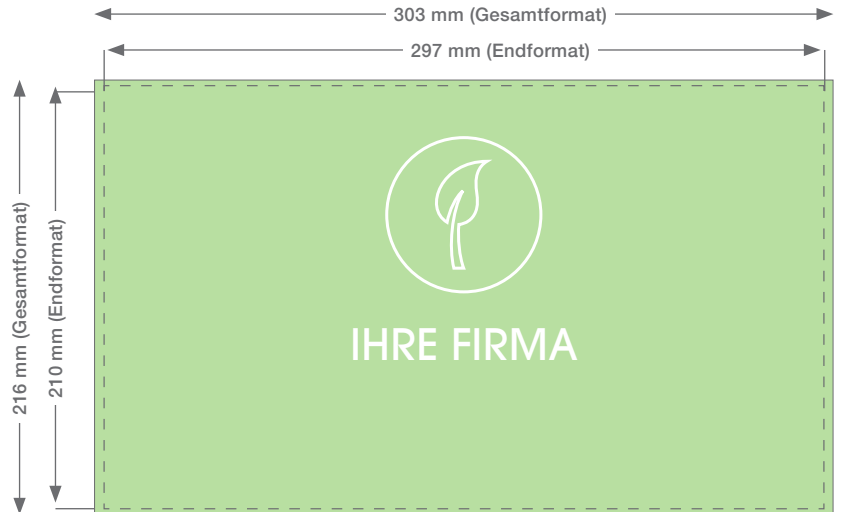 303 mm (Gesamtformat)
297 mm (Endformat)
216 mm (Gesamtformat)
210 mm (Endformat)
IHRE FIRMA